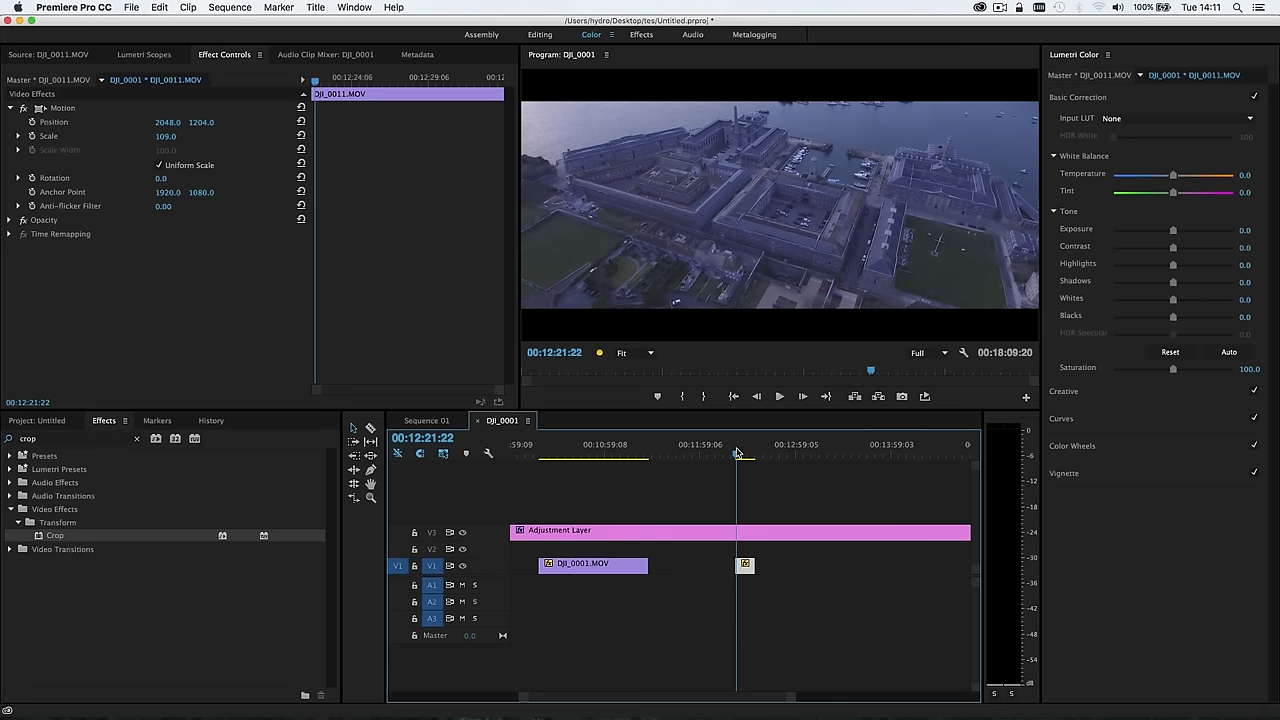 Premiere Pro CC File Edit Clip Sequence Marker Title Window Help 100% Tue 14:11
/Users/hydro/Desktop/tes/Untitled.prproj *
Assembly Editing Color Effects Audio Metalogging
Source: DJI_0011.MOV Lumetri Scopes Effect Controls Audio Clip Mixer: DJI_0001 Metadata
Master * DJI_0011.MOV DJI_0001 * DJI_0011.MOV
00:12:24:06 00:12:29:06 00:12
Video Effects
DJI_0011.MOV
fx Motion
Position 2048.0 1204.0
Scale 109.0
Scale Width 100.0
Uniform Scale
Rotation 0.0
Anchor Point 1920.0 1080.0
Anti-flicker Filter 0.00
fx Opacity
fx Time Remapping
00:12:21:22
Program: DJI_0001
00:12:21:22 Fit Full 00:18:09:20
Lumetri Color
Master * DJI_0011.MOV DJI_0001 * DJI_0011.MOV
Basic Correction
Input LUT None
HDR White 100
White Balance
Temperature 0.0
Tint 0.0
Tone
Exposure 0.0
Contrast 0.0
Highlights 0.0
Shadows 0.0
Whites 0.0
Blacks 0.0
HDR Specular 0.0
Reset Auto
Saturation 100.0
Creative
Curves
Color Wheels
Vignette
Project: Untitled Effects Markers History
crop
Presets
Lumetri Presets
Audio Effects
Audio Transitions
Video Effects
Transform
Crop
Video Transitions
Sequence 01 × DJI_0001
00:12:21:22
:59:09 00:10:59:08 00:11:59:06 00:12:59:05 00:13:59:03 0
V3 fx Adjustment Layer
V2
V1 V1 fx DJI_0001.MOV fx
A1 M S
A2 M S
A3 M S
Master 0.0
0
-6
-12
-18
-24
-30
-36
-42
-48
-54
dB
S S